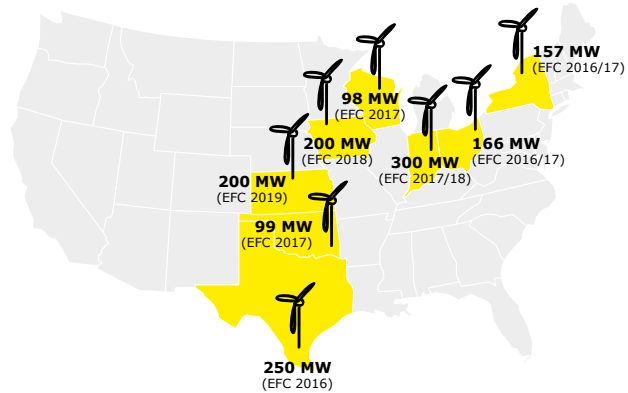 157 MW
(EFC 2016/17)
98 MW
(EFC 2017)
200 MW
(EFC 2018)
166 MW
(EFC 2016/17)
300 MW
(EFC 2017/18)
200 MW
(EFC 2019)
99 MW
(EFC 2017)
250 MW
(EFC 2016)